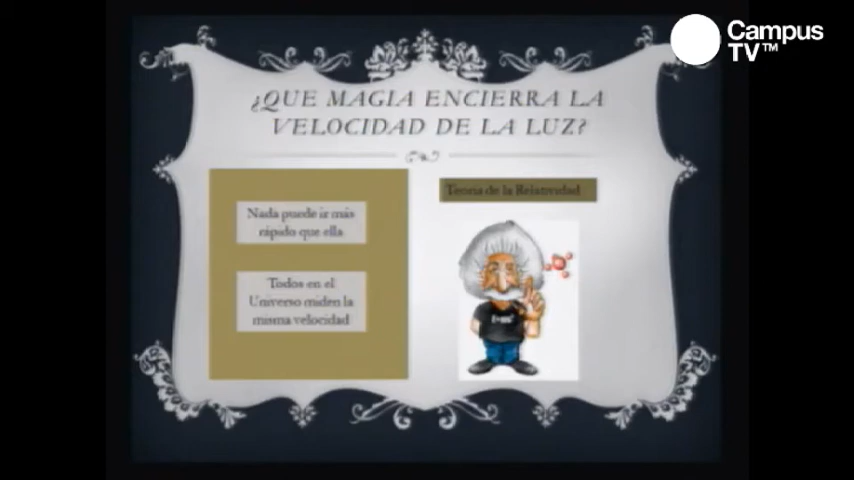 Campus
TV™
¿QUE MAGIA ENCIERRA LA
VELOCIDAD DE LA LUZ?
Nada puede ir más
rápido que ella
Todos en el
Universo miden la
misma velocidad
Teoría de la Relatividad